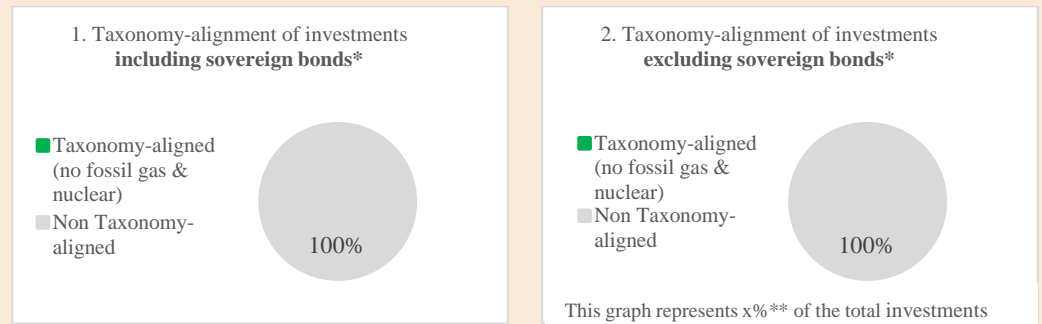 1. Taxonomy-alignment of investments
including sovereign bonds*
Taxonomy-aligned
(no fossil gas &
nuclear)
Non Taxonomy-
aligned
100%
2. Taxonomy-alignment of investments
excluding sovereign bonds*
Taxonomy-aligned
(no fossil gas &
nuclear)
Non Taxonomy-
aligned
100%
This graph represents x%** of the total investments